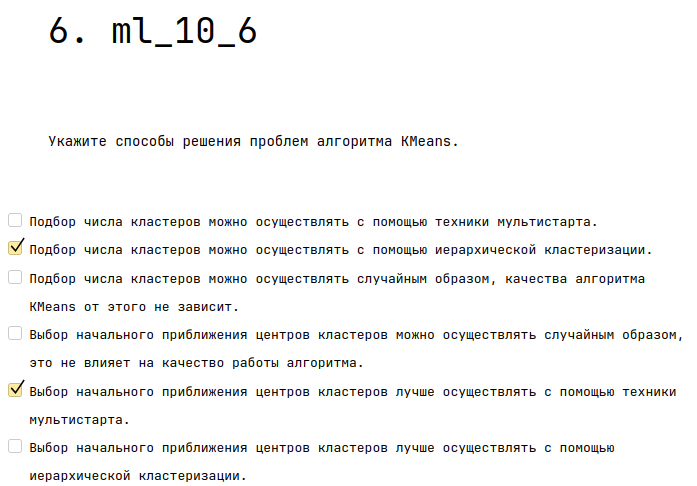 6. ml_10_6
Укажите способы решения проблем алгоритма KMeans.
Подбор числа кластеров можно осуществлять с помощью техники мультистарта.
Подбор числа кластеров можно осуществлять с помощью иерархической кластеризации.
Подбор числа кластеров можно осуществлять случайным образом, качества алгоритма
KMeans от этого не зависит.
Выбор начального приближения центров кластеров можно осуществлять случайным образом,
это не влияет на качество работы алгоритма.
Выбор начального приближения центров кластеров лучше осуществлять с помощью техники
мультистарта.
Выбор начального приближения центров кластеров лучше осуществлять с помощью
иерархической кластеризации.